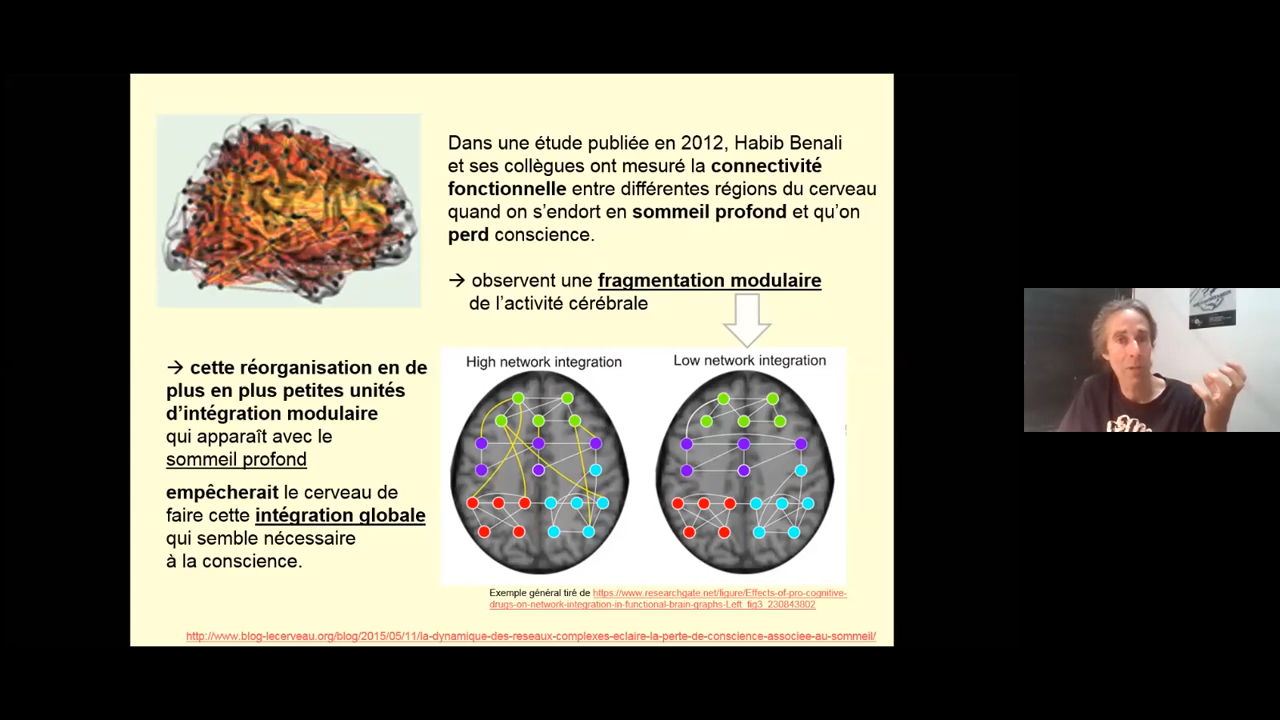 Dans une étude publiée en 2012, Habib Benali
et ses collègues ont mesuré la connectivité
fonctionnelle entre différentes régions du cerveau
quand on s'endort en sommeil profond et qu'on
perd conscience.
→ observent une fragmentation modulaire
de l'activité cérébrale
→ cette réorganisation en de
plus en plus petites unités
d'intégration modulaire
qui apparaît avec le
sommeil profond
empêcherait le cerveau de
faire cette intégration globale
qui semble nécessaire
à la conscience.
High network integration
Low network integration
Exemple général tiré de https://www.researchgate.net/figure/Effects-of-pro-cognitive-
drugs-on-network-integration-in-functional-brain-graphs-Left_fig3_230843802
http://www.blog-lecerveau.org/blog/2015/05/11/la-dynamique-des-reseaux-complexes-eclaire-la-perte-de-conscience-associee-au-sommeil/